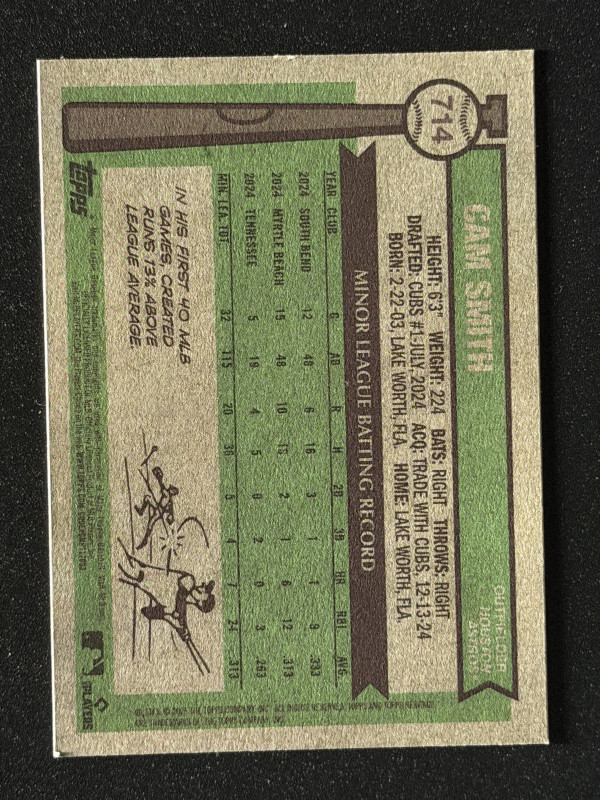 714
CAM SMITH
OUTFIELD
HOUSTON
ASTROS
HEIGHT: 6'3" WEIGHT: 224 BATS: RIGHT THROWS: RIGHT
DRAFTED: CUBS #1-JULY, 2024 ACQ: TRADE WITH CUBS, 12-13-24
BORN: 2-22-03, LAKE WORTH, FLA. HOME: LAKE WORTH, FLA.
MINOR LEAGUE BATTING RECORD
YEAR CLUB G AB R H 2B 3B HR RBI AVG.
2024 SOUTH BEND 12 48 6 16 3 1 1 9 .333
2024 MYRTLE BEACH 15 48 10 15 2 1 6 12 .313
2024 TENNESSEE 5 19 4 5 0 2 0 3 .263
MIN. LEA. TOT. 32 115 20 36 5 4 7 24 .313
IN HIS FIRST 40 MLB
GAMES, CREATED
RUNS 13% ABOVE
LEAGUE AVERAGE.
TOPPS
PLAYERS